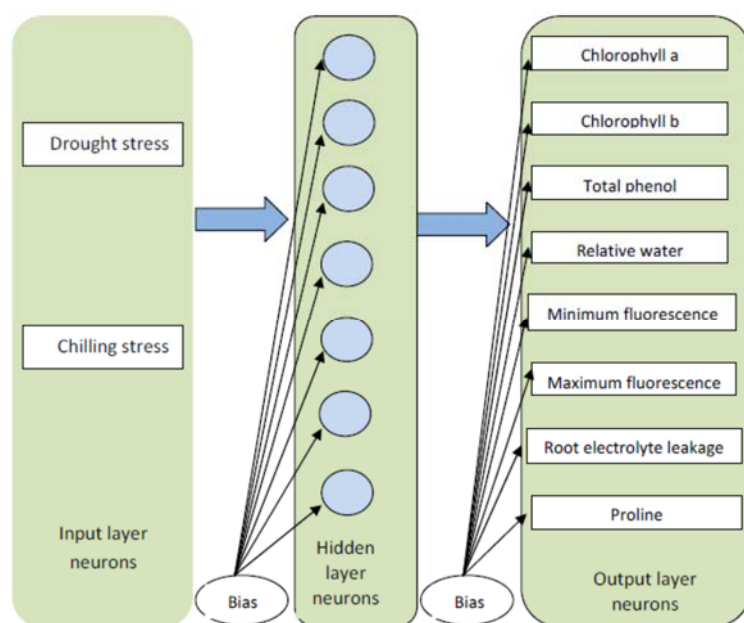 Drought stress
Chilling stress
Input layer
neurons
Bias
Hidden
layer
neurons
Bias
Chlorophyll a
Chlorophyll b
Total phenol
Relative water
Minimum fluorescence
Maximum fluorescence
Root electrolyte leakage
Proline
Output layer
neurons